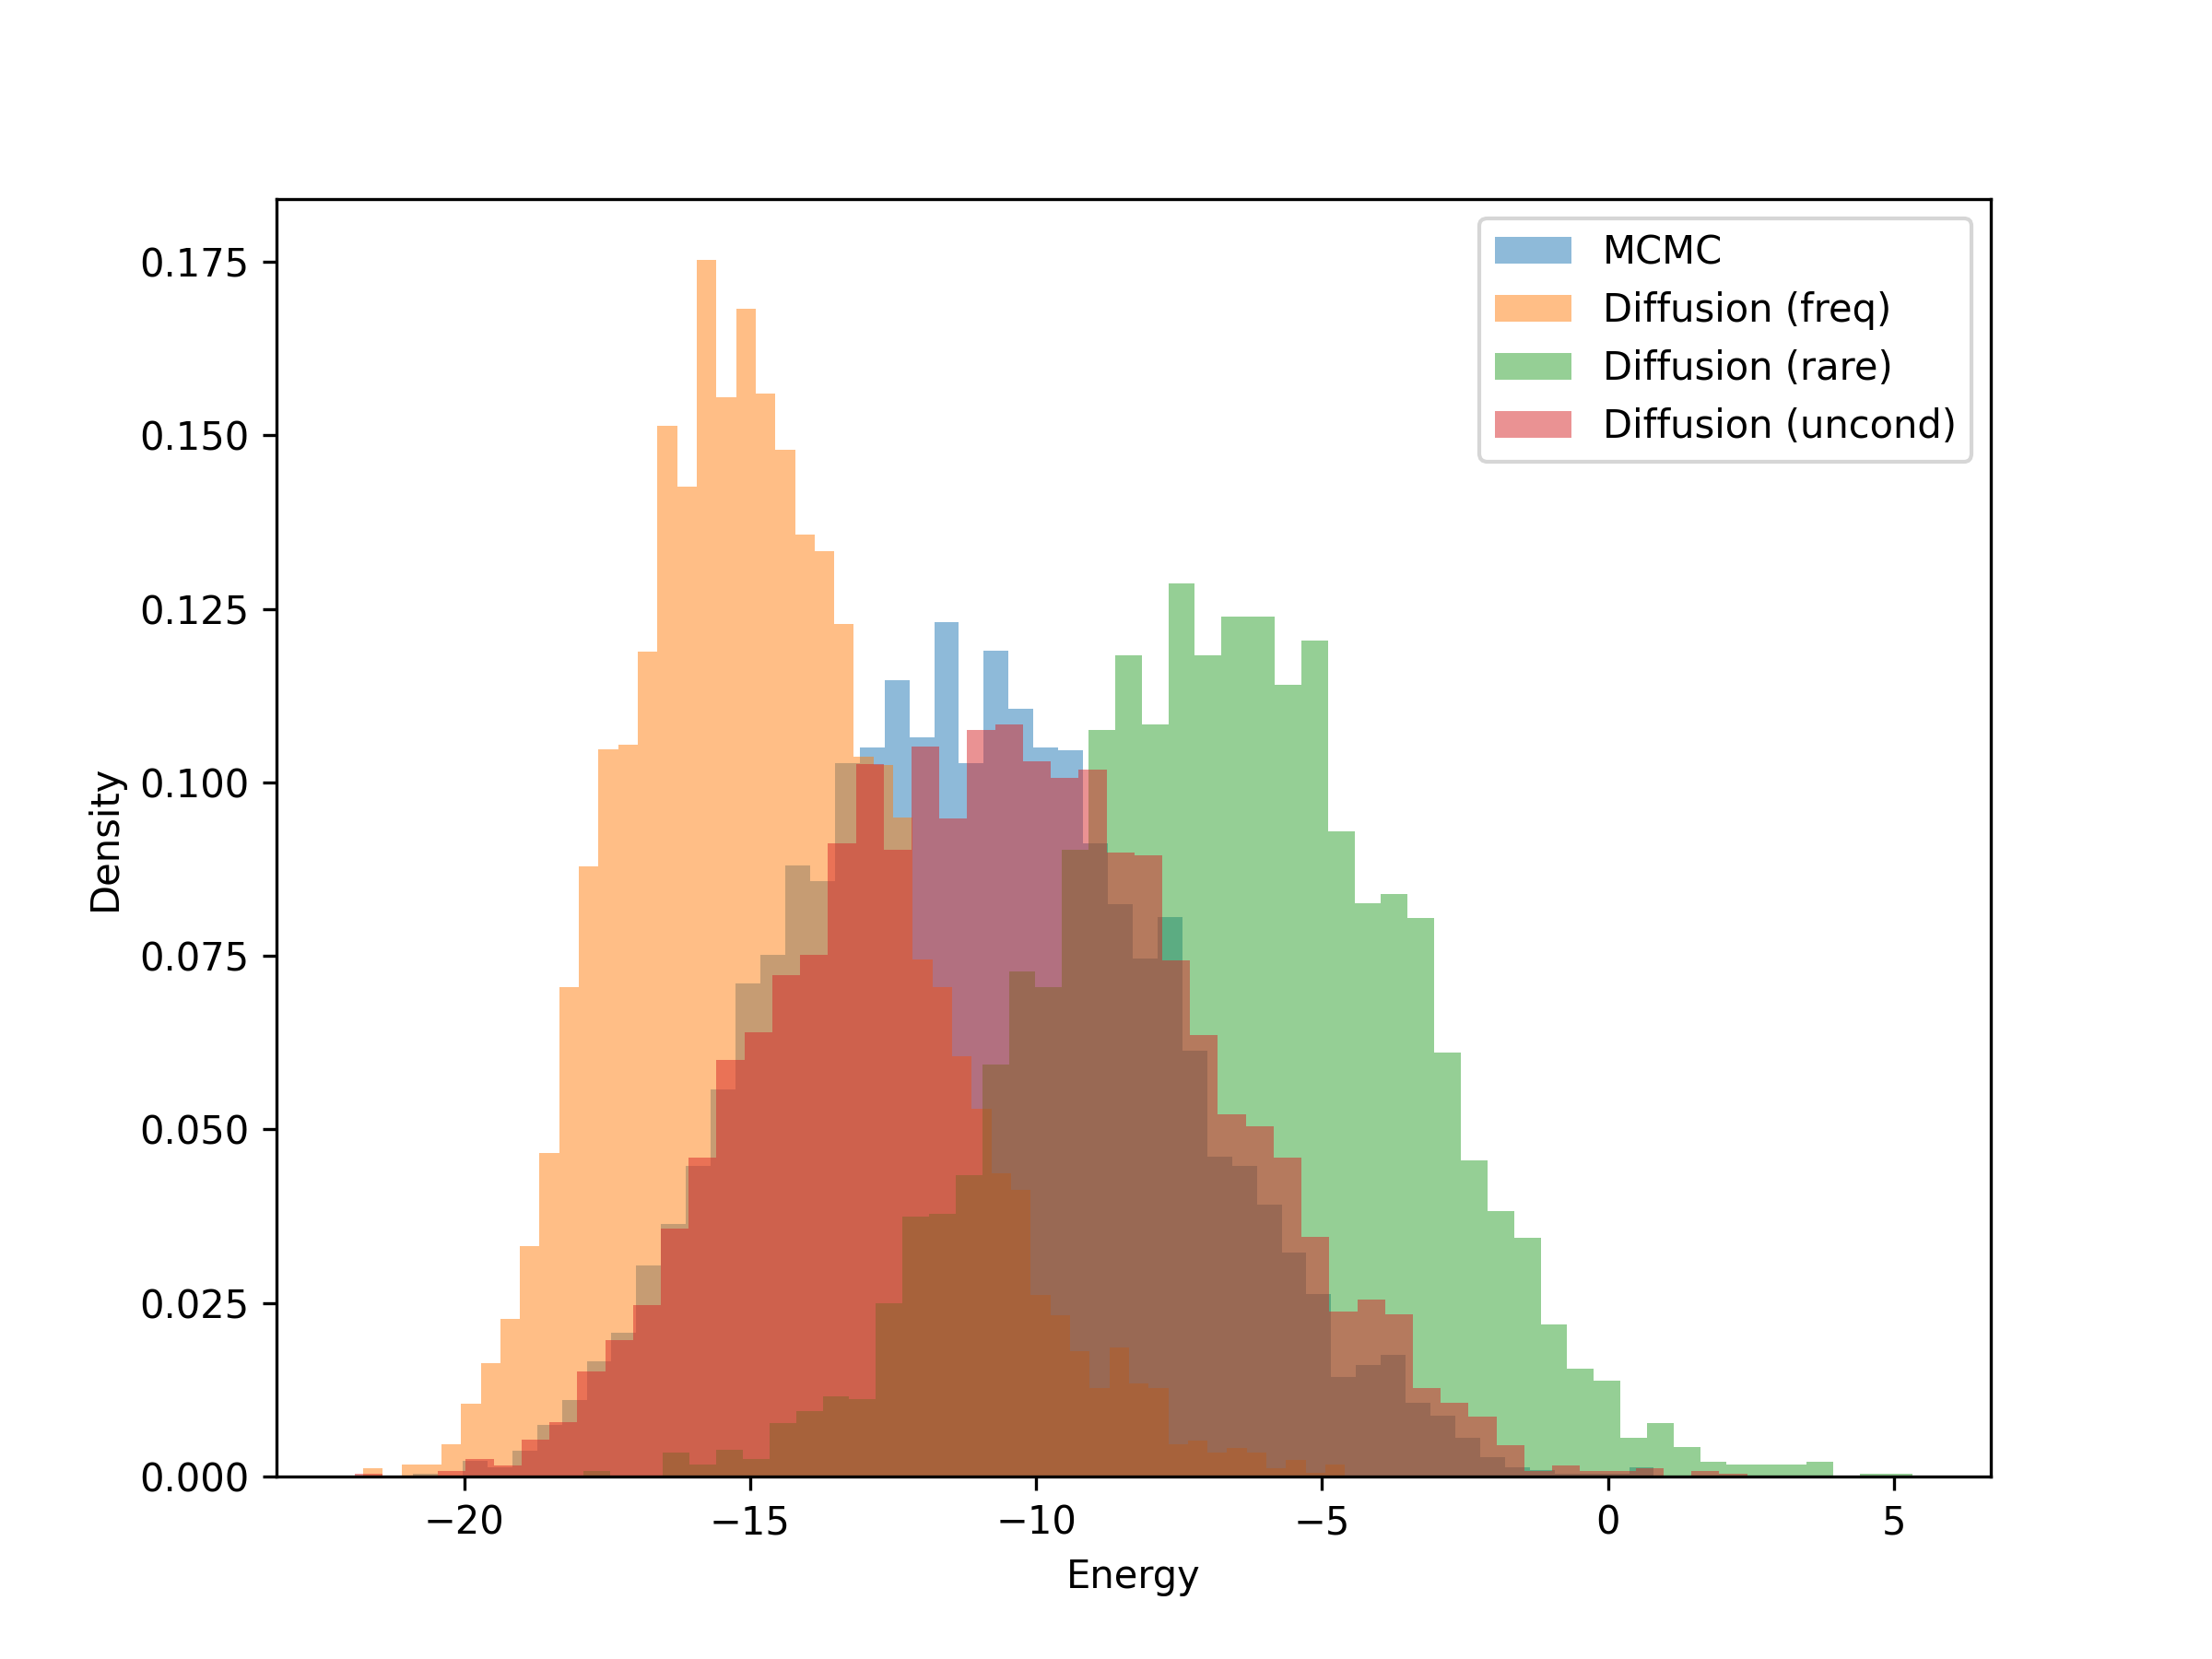 MCMC
Diffusion (freq)
Diffusion (rare)
Diffusion (uncond)
0.175
0.150
0.125
0.100
0.075
0.050
0.025
0.000
Density
−20 −15 −10 −5 0 5
Energy